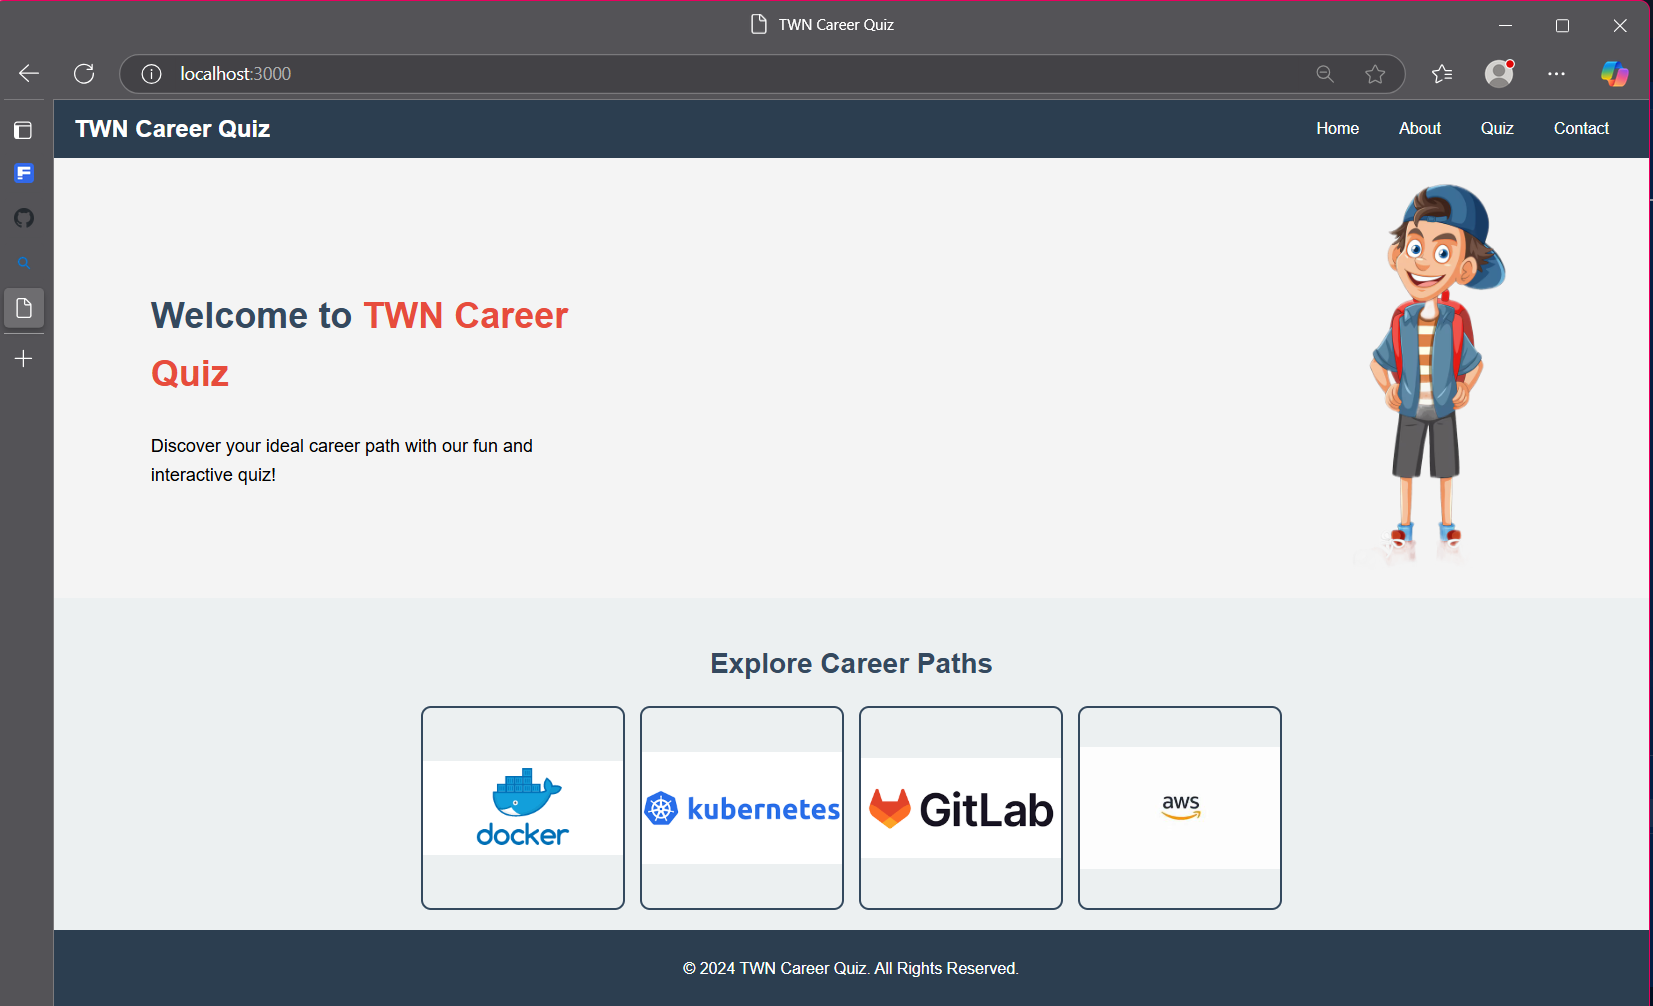 TWN Career Quiz
localhost:3000
TWN Career Quiz
Home About Quiz Contact
Welcome to TWN Career
Quiz
Discover your ideal career path with our fun and
interactive quiz!
Explore Career Paths
docker
kubernetes
GitLab
aws
© 2024 TWN Career Quiz. All Rights Reserved.